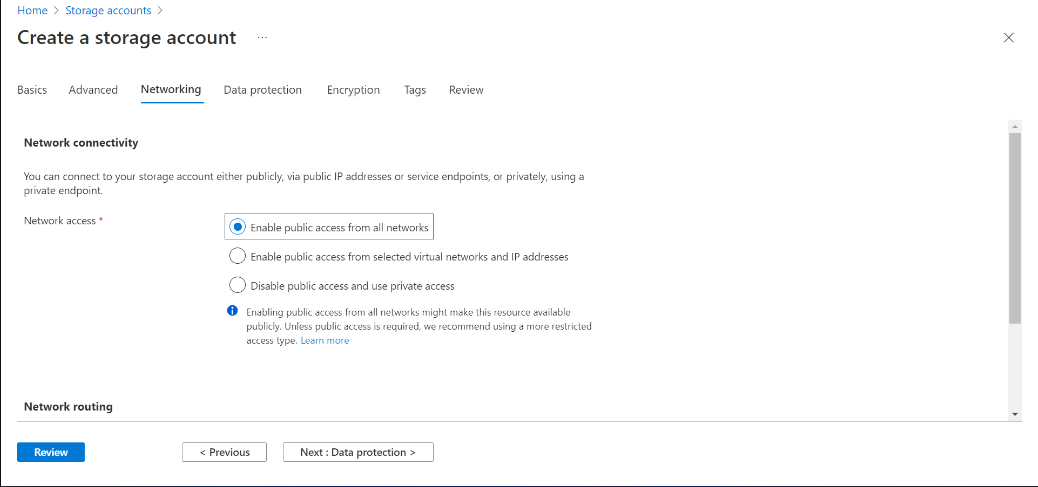 Home > Storage accounts >
Create a storage account ...
Basics Advanced Networking Data protection Encryption Tags Review
Network connectivity
You can connect to your storage account either publicly, via public IP addresses or service endpoints, or privately, using a
private endpoint.
Network access *
Enable public access from all networks
Enable public access from selected virtual networks and IP addresses
Disable public access and use private access
Enabling public access from all networks might make this resource available
publicly. Unless public access is required, we recommend using a more restricted
access type. Learn more
Network routing
Review < Previous Next : Data protection >